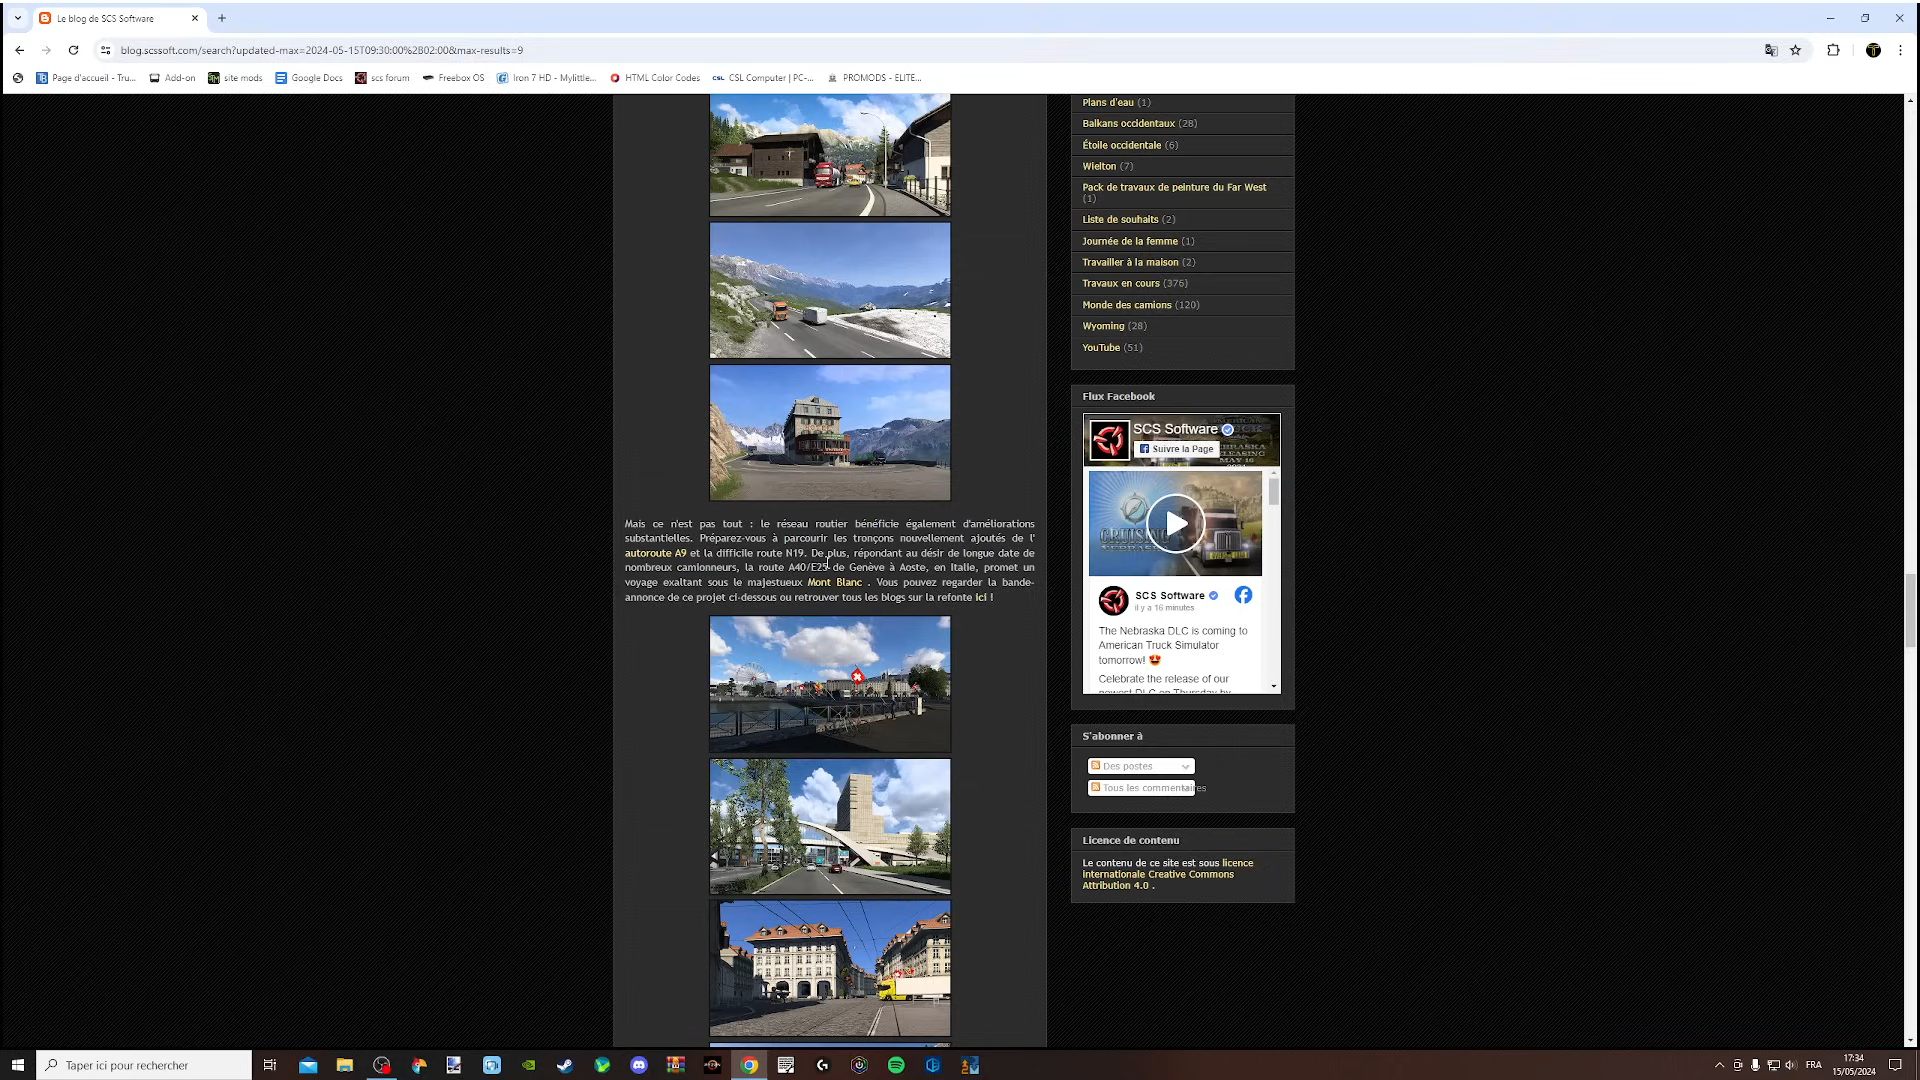 Le blog de SCS Software
blog.scssoft.com/search?updated-max=2024-05-15T09:30:00%2B02:00&max-results=9
Page d'accueil - Tru...
Add-on
site mods
Google Docs
scs forum
Freebox OS
Iron 7 HD - Mylittle...
HTML Color Codes
CSL Computer | PC-...
PROMODS - ELITE...
Mais ce n'est pas tout : le réseau routier bénéficie également d'améliorations
substantielles. Préparez-vous à parcourir les tronçons nouvellement ajoutés de l'
autoroute A9 et la difficile route N19. De plus, répondant au désir de longue date de
nombreux camionneurs, la route A40/E25 de Genève à Aoste, en Italie, promet un
voyage exaltant sous le majestueux Mont Blanc . Vous pouvez regarder la bande-
annonce de ce projet ci-dessous ou retrouver tous les blogs sur la refonte ici !
Plans d'eau (1)
Balkans occidentaux (28)
Étoile occidentale (6)
Wielton (7)
Pack de travaux de peinture du Far West
(1)
Liste de souhaits (2)
Journée de la femme (1)
Travailler à la maison (2)
Travaux en cours (376)
Monde des camions (120)
Wyoming (28)
YouTube (51)
Flux Facebook
SCS Software
Suivre la Page
NEBRASKA
RELEASING
MAY 16
CRUISING
NEBRASKA
SCS Software
il y a 16 minutes
The Nebraska DLC is coming to
American Truck Simulator
tomorrow! 🤩
Celebrate the release of our
newest DLC on Thursday by
S'abonner à
Des postes
Tous les commentaires
Licence de contenu
Le contenu de ce site est sous licence
Internationale Creative Commons
Attribution 4.0 .
Taper ici pour rechercher
FRA
17:34
15/05/2024